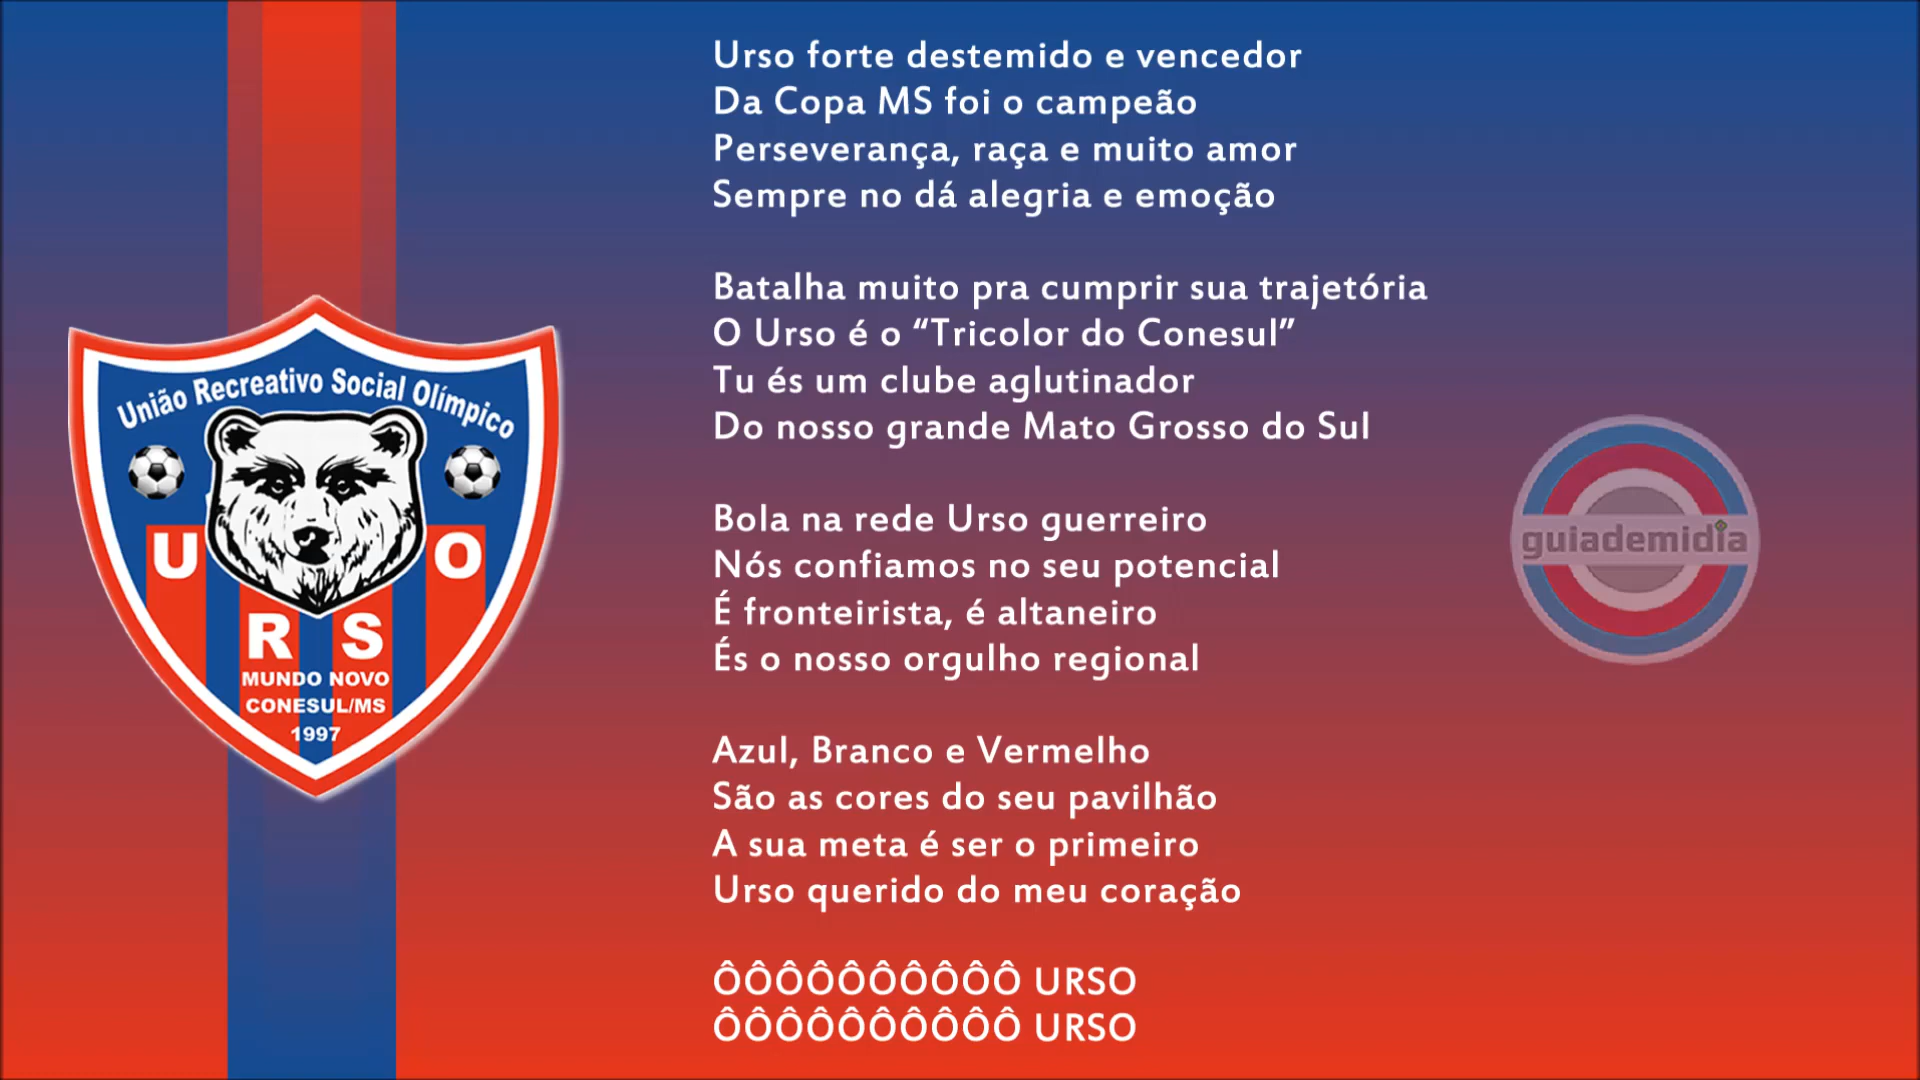 União Recreativo Social Olímpico
U
O
R S
MUNDO NOVO
CONESUL/MS
1997
Urso forte destemido e vencedor
Da Copa MS foi o campeão
Perseverança, raça e muito amor
Sempre no dá alegria e emoção
Batalha muito pra cumprir sua trajetória
O Urso é o “Tricolor do Conesul”
Tu és um clube aglutinador
Do nosso grande Mato Grosso do Sul
Bola na rede Urso guerreiro
Nós confiamos no seu potencial
É fronteirista, é altaneiro
És o nosso orgulho regional
Azul, Branco e Vermelho
São as cores do seu pavilhão
A sua meta é ser o primeiro
Urso querido do meu coração
ÔÔÔÔÔÔÔÔÔÔ URSO
ÔÔÔÔÔÔÔÔÔÔ URSO
guiademidia